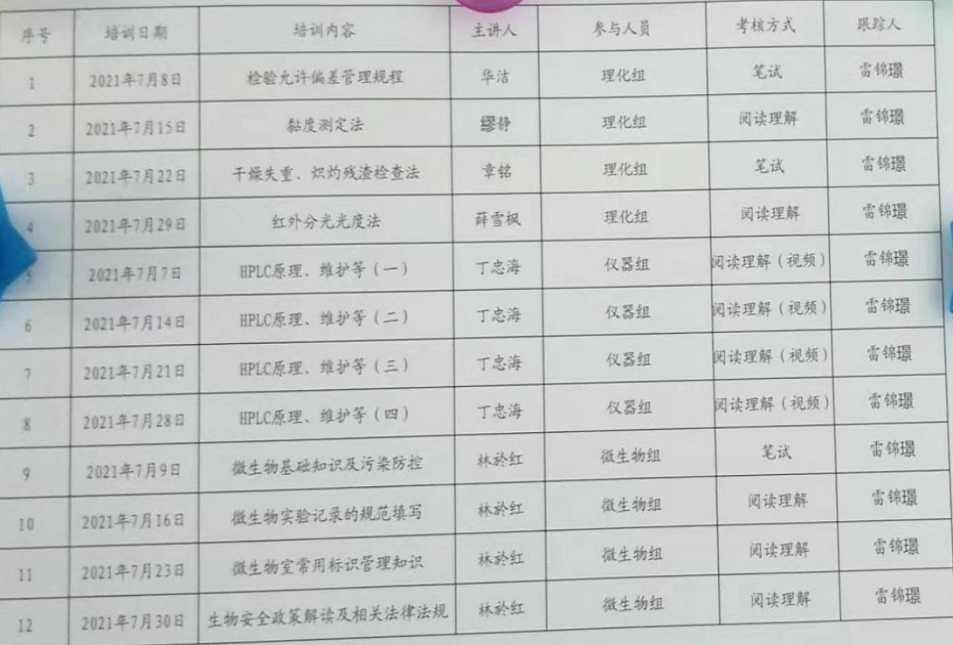 序号 培训日期 培训内容 主讲人 参与人员 考核方式 跟踪人
1 2021年7月8日 检验允许偏差管理规程 华洁 理化组 笔试 雷锦璟
2 2021年7月15日 黏度测定法 缪静 理化组 阅读理解 雷锦璟
3 2021年7月22日 干燥失重、炽灼残渣检查法 章铭 理化组 笔试 雷锦璟
4 2021年7月29日 红外分光光度法 薛雪枫 理化组 阅读理解 雷锦璟
5 2021年7月7日 HPLC原理、维护等（一） 丁忠海 仪器组 阅读理解（视频） 雷锦璟
6 2021年7月14日 HPLC原理、维护等（二） 丁忠海 仪器组 阅读理解（视频） 雷锦璟
7 2021年7月21日 HPLC原理、维护等（三） 丁忠海 仪器组 阅读理解（视频） 雷锦璟
8 2021年7月28日 HPLC原理、维护等（四） 丁忠海 仪器组 阅读理解（视频） 雷锦璟
9 2021年7月9日 微生物基础知识及污染防控 林於红 微生物组 笔试 雷锦璟
10 2021年7月16日 微生物实验记录的规范填写 林於红 微生物组 阅读理解 雷锦璟
11 2021年7月23日 微生物室常用标识管理知识 林於红 微生物组 阅读理解 雷锦璟
12 2021年7月30日 生物安全政策解读及相关法律法规 林於红 微生物组 阅读理解 雷锦璟